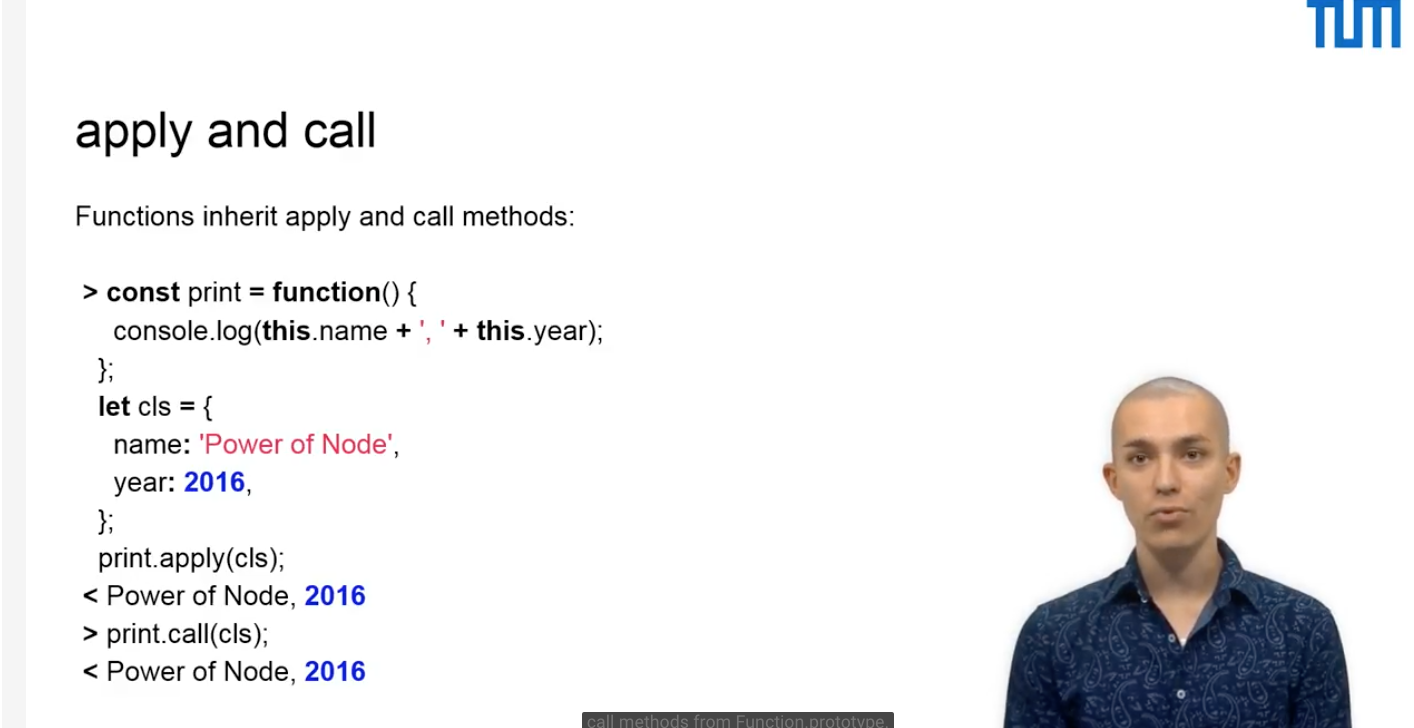 TUM
apply and call
Functions inherit apply and call methods:
> const print = function() {
console.log(this.name + ', ' + this.year);
};
let cls = {
name: 'Power of Node',
year: 2016,
};
print.apply(cls);
< Power of Node, 2016
> print.call(cls);
< Power of Node, 2016
call methods from Function.prototype.